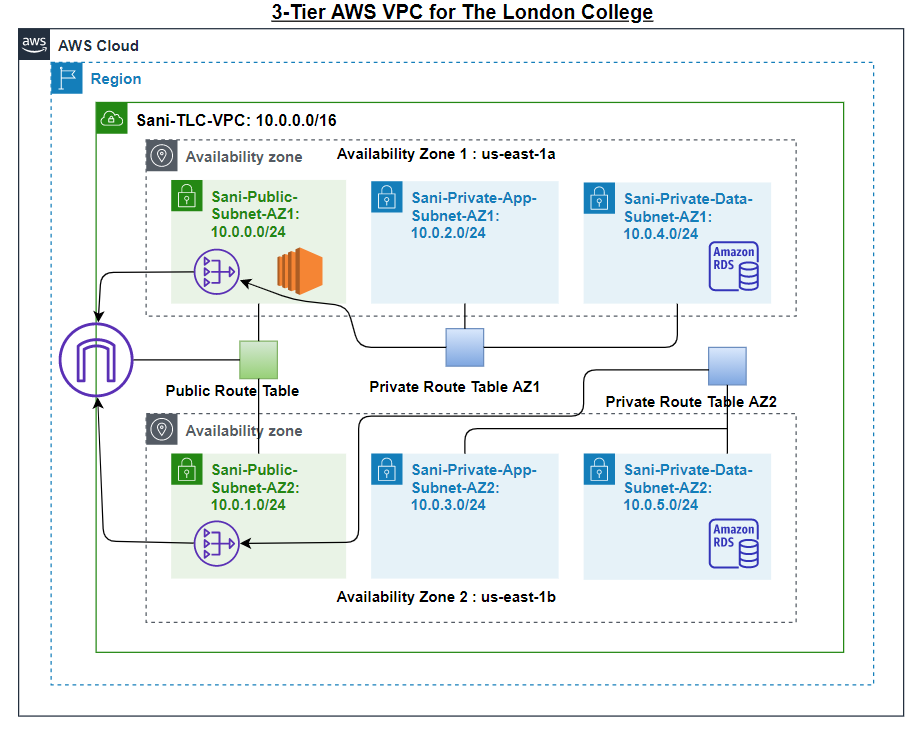 3-Tier AWS VPC for The London College
aws
AWS Cloud
Region
Sani-TLC-VPC: 10.0.0.0/16
Availability zone
Availability Zone 1 : us-east-1a
Sani-Public-
Subnet-AZ1:
10.0.0.0/24
Sani-Private-App-
Subnet-AZ1:
10.0.2.0/24
Sani-Private-Data-
Subnet-AZ1:
10.0.4.0/24
Amazon
RDS
Public Route Table
Private Route Table AZ1
Private Route Table AZ2
Availability zone
Sani-Public-
Subnet-AZ2:
10.0.1.0/24
Sani-Private-App-
Subnet-AZ2:
10.0.3.0/24
Sani-Private-Data-
Subnet-AZ2:
10.0.5.0/24
Amazon
RDS
Availability Zone 2 : us-east-1b